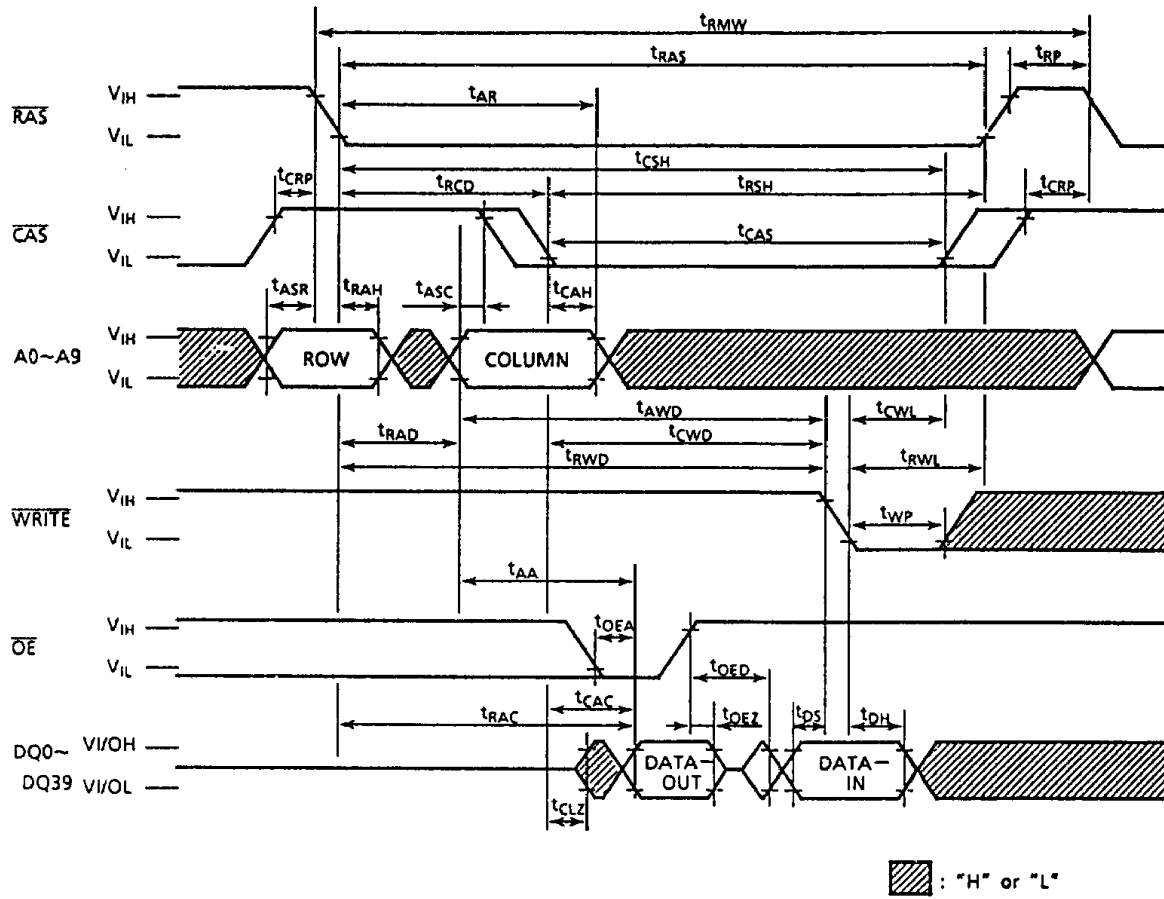 tRMW
tRAS
tRP
tAR
RAS
VIH
VIL
tCSH
tCRP
tRCD
tRSH
tCRP
CAS
VIH
VIL
tCAS
tASR
tRAH
tASC
tCAH
A0~A9
VIH
VIL
ROW
COLUMN
tAWD
tCWL
tRAD
tCWD
tRWD
tRWL
WRITE
VIH
VIL
tWP
tAA
OE
VIH
VIL
tOEA
tOED
tCAC
tRAC
tOEZ
tDS
tDH
DQ0~
DQ39
VI/OH
VI/OL
DATA-
OUT
DATA-
IN
tCLZ
: "H" or "L"